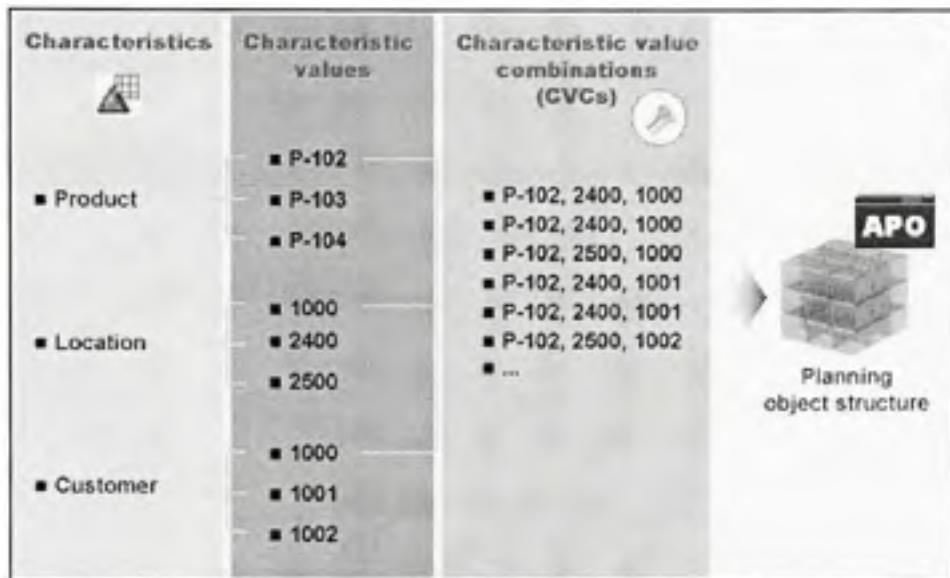 Characteristics
Characteristic
values
Characteristic value
combinations
(CVCs)
■ Product
■ Location
■ Customer
■ P-102
■ P-103
■ P-104
■ 1000
■ 2400
■ 2500
■ 1000
■ 1001
■ 1002
■ P-102, 2400, 1000
■ P-102, 2400, 1000
■ P-102, 2500, 1000
■ P-102, 2400, 1001
■ P-102, 2400, 1001
■ P-102, 2500, 1002
■ ...
APO
Planning
object structure